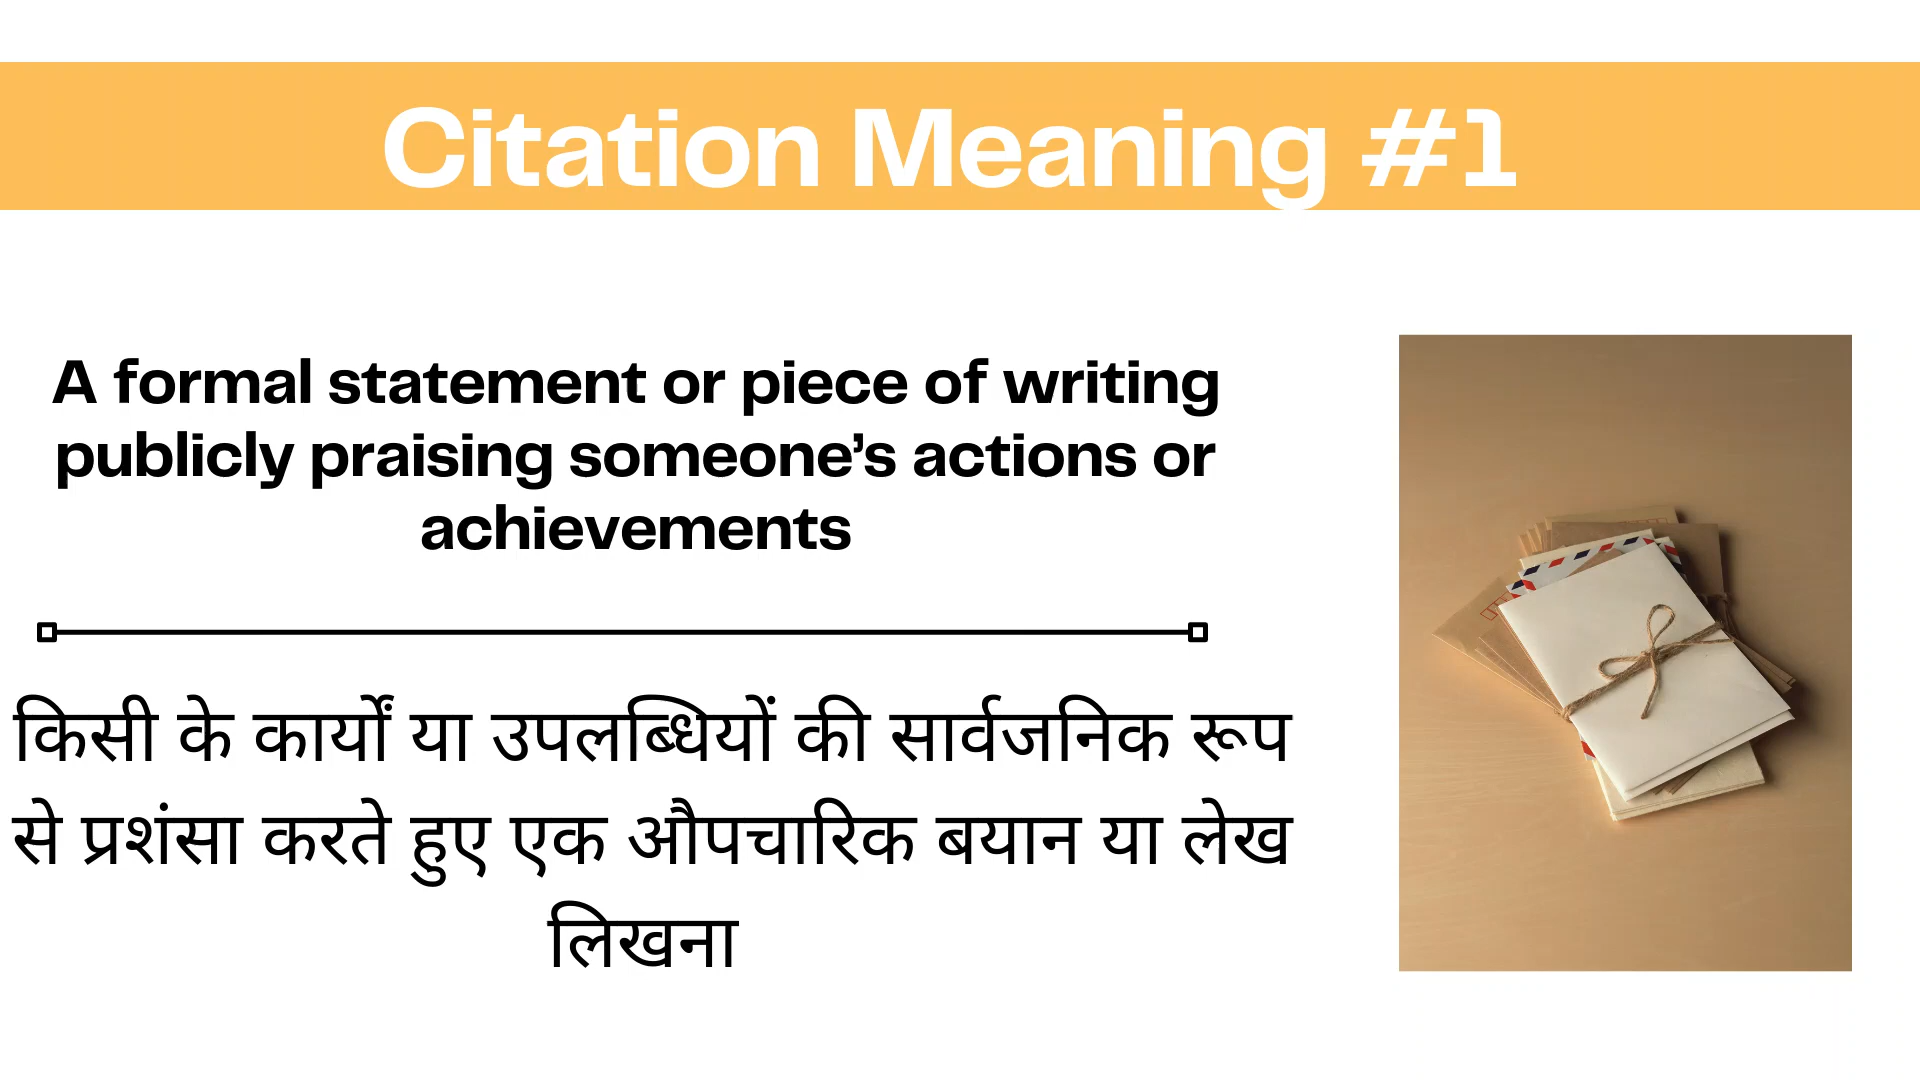 Citation Meaning #1
A formal statement or piece of writing
publicly praising someone’s actions or
achievements
किसी के कार्यों या उपलब्धियों की सार्वजनिक रूप
से प्रशंसा करते हुए एक औपचारिक बयान या लेख
लिखना